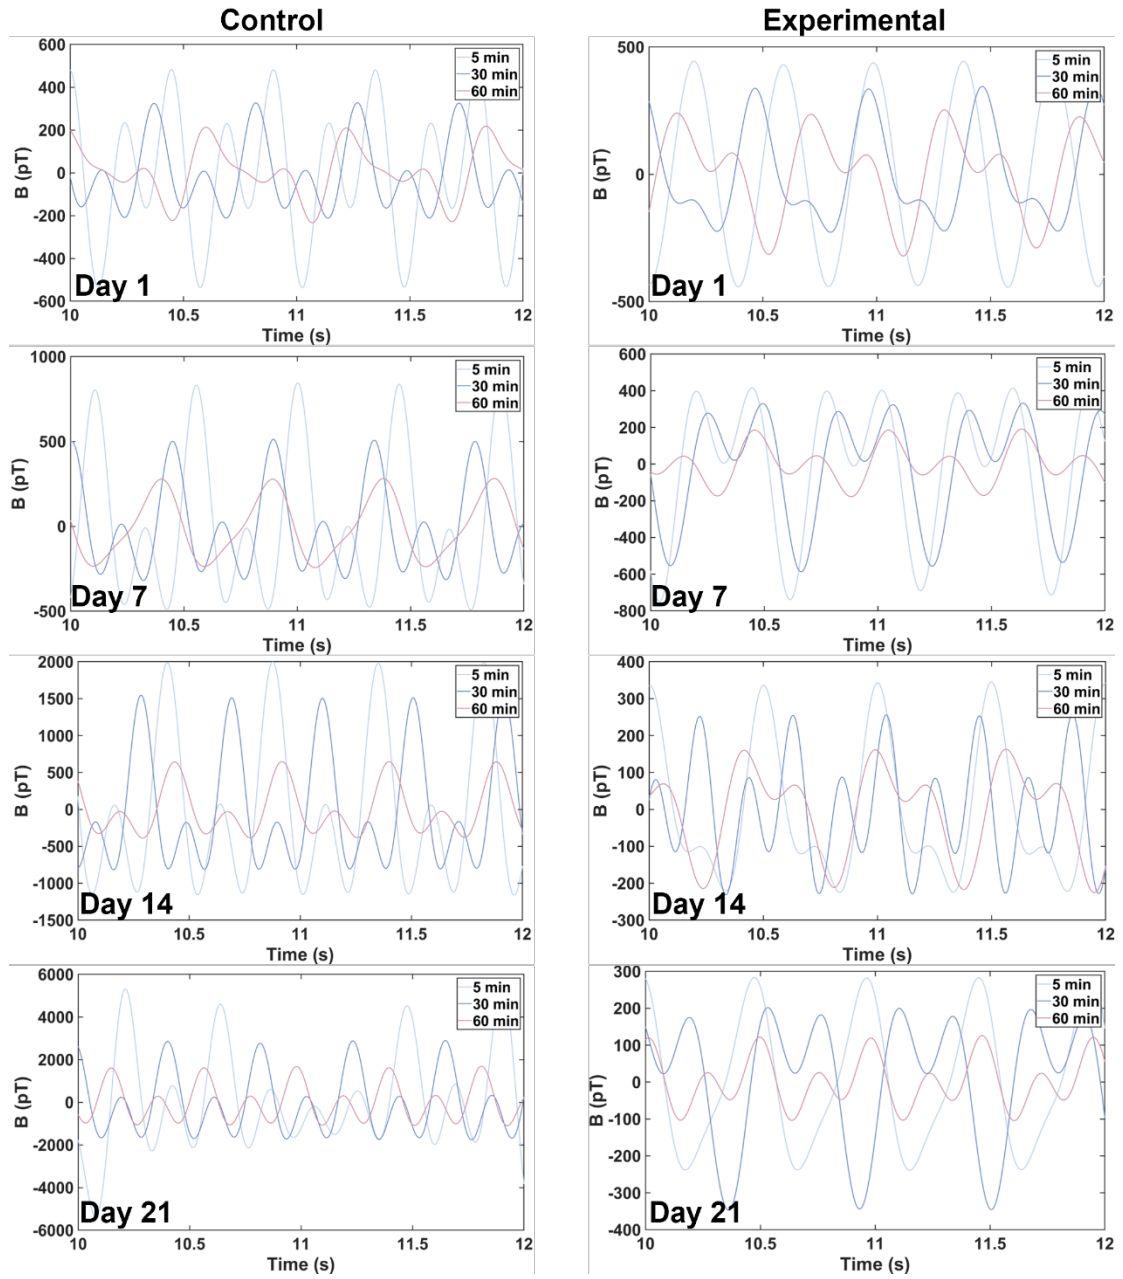 Control
Experimental
600
400
200
0
-200
-400
-600
B (pT)
5 min
30 min
60 min
Day 1
10
10.5
11
11.5
12
Time (s)
500
0
-500
B (pT)
5 min
30 min
60 min
Day 1
10
10.5
11
11.5
12
Time (s)
1000
500
0
-500
B (pT)
5 min
30 min
60 min
Day 7
10
10.5
11
11.5
12
Time (s)
600
400
200
0
-200
-400
-600
-800
B (pT)
5 min
30 min
60 min
Day 7
10
10.5
11
11.5
12
Time (s)
2000
1500
1000
500
0
-500
-1000
-1500
B (pT)
5 min
30 min
60 min
Day 14
10
10.5
11
11.5
12
Time (s)
400
300
200
100
0
-100
-200
-300
B (pT)
5 min
30 min
60 min
Day 14
10
10.5
11
11.5
12
Time (s)
6000
4000
2000
0
-2000
-4000
-6000
B (pT)
5 min
30 min
60 min
Day 21
10
10.5
11
11.5
12
Time (s)
300
200
100
0
-100
-200
-300
-400
B (pT)
5 min
30 min
60 min
Day 21
10
10.5
11
11.5
12
Time (s)